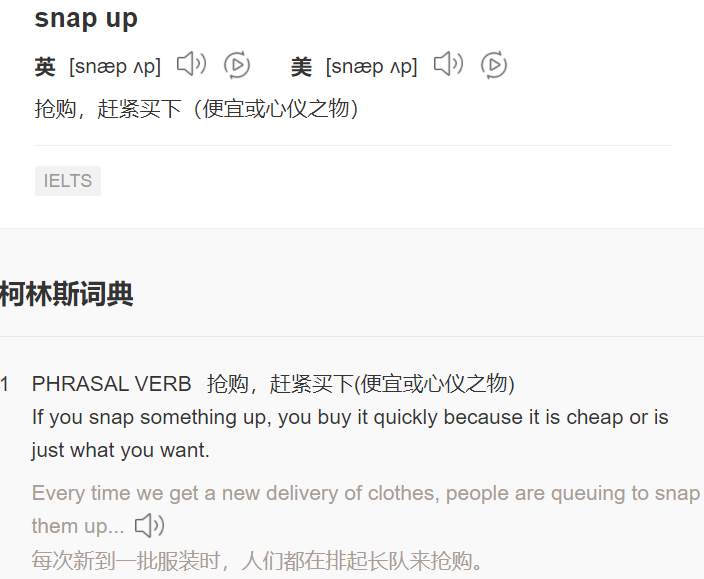 snap up
英 [snæp ʌp] 美 [snæp ʌp]
抢购，赶紧买下（便宜或心仪之物）
IELTS
柯林斯词典
1 PHRASAL VERB 抢购，赶紧买下(便宜或心仪之物)
If you snap something up, you buy it quickly because it is cheap or is
just what you want.
Every time we get a new delivery of clothes, people are queuing to snap
them up...
每次新到一批服装时，人们都在排起长队来抢购。